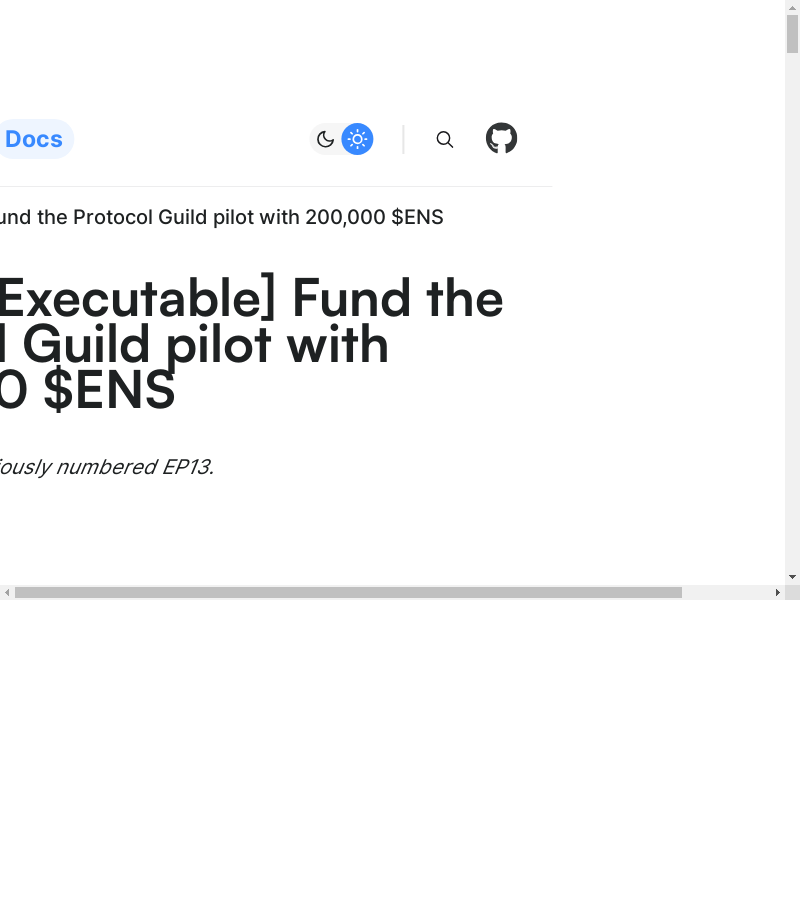 Docs
und the Protocol Guild pilot with 200,000 $ENS
Executable] Fund the
l Guild pilot with
0 $ENS
iously numbered EP13.